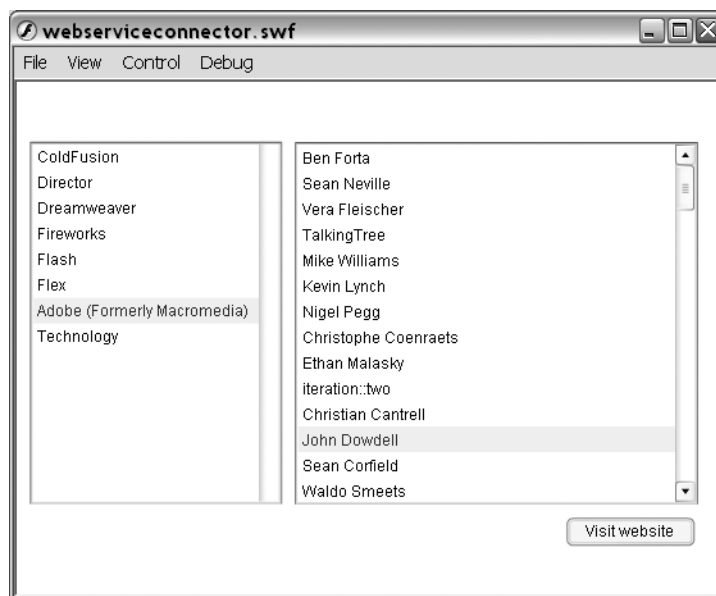 webserviceconnector.swf
File View Control Debug
ColdFusion
Director
Dreamweaver
Fireworks
Flash
Flex
Adobe (Formerly Macromedia)
Technology
Ben Forta
Sean Neville
Vera Fleischer
TalkingTree
Mike Williams
Kevin Lynch
Nigel Pegg
Christophe Coenraets
Ethan Malasky
iteration::two
Christian Cantrell
John Dowdell
Sean Corfield
Waldo Smeets
Visit website